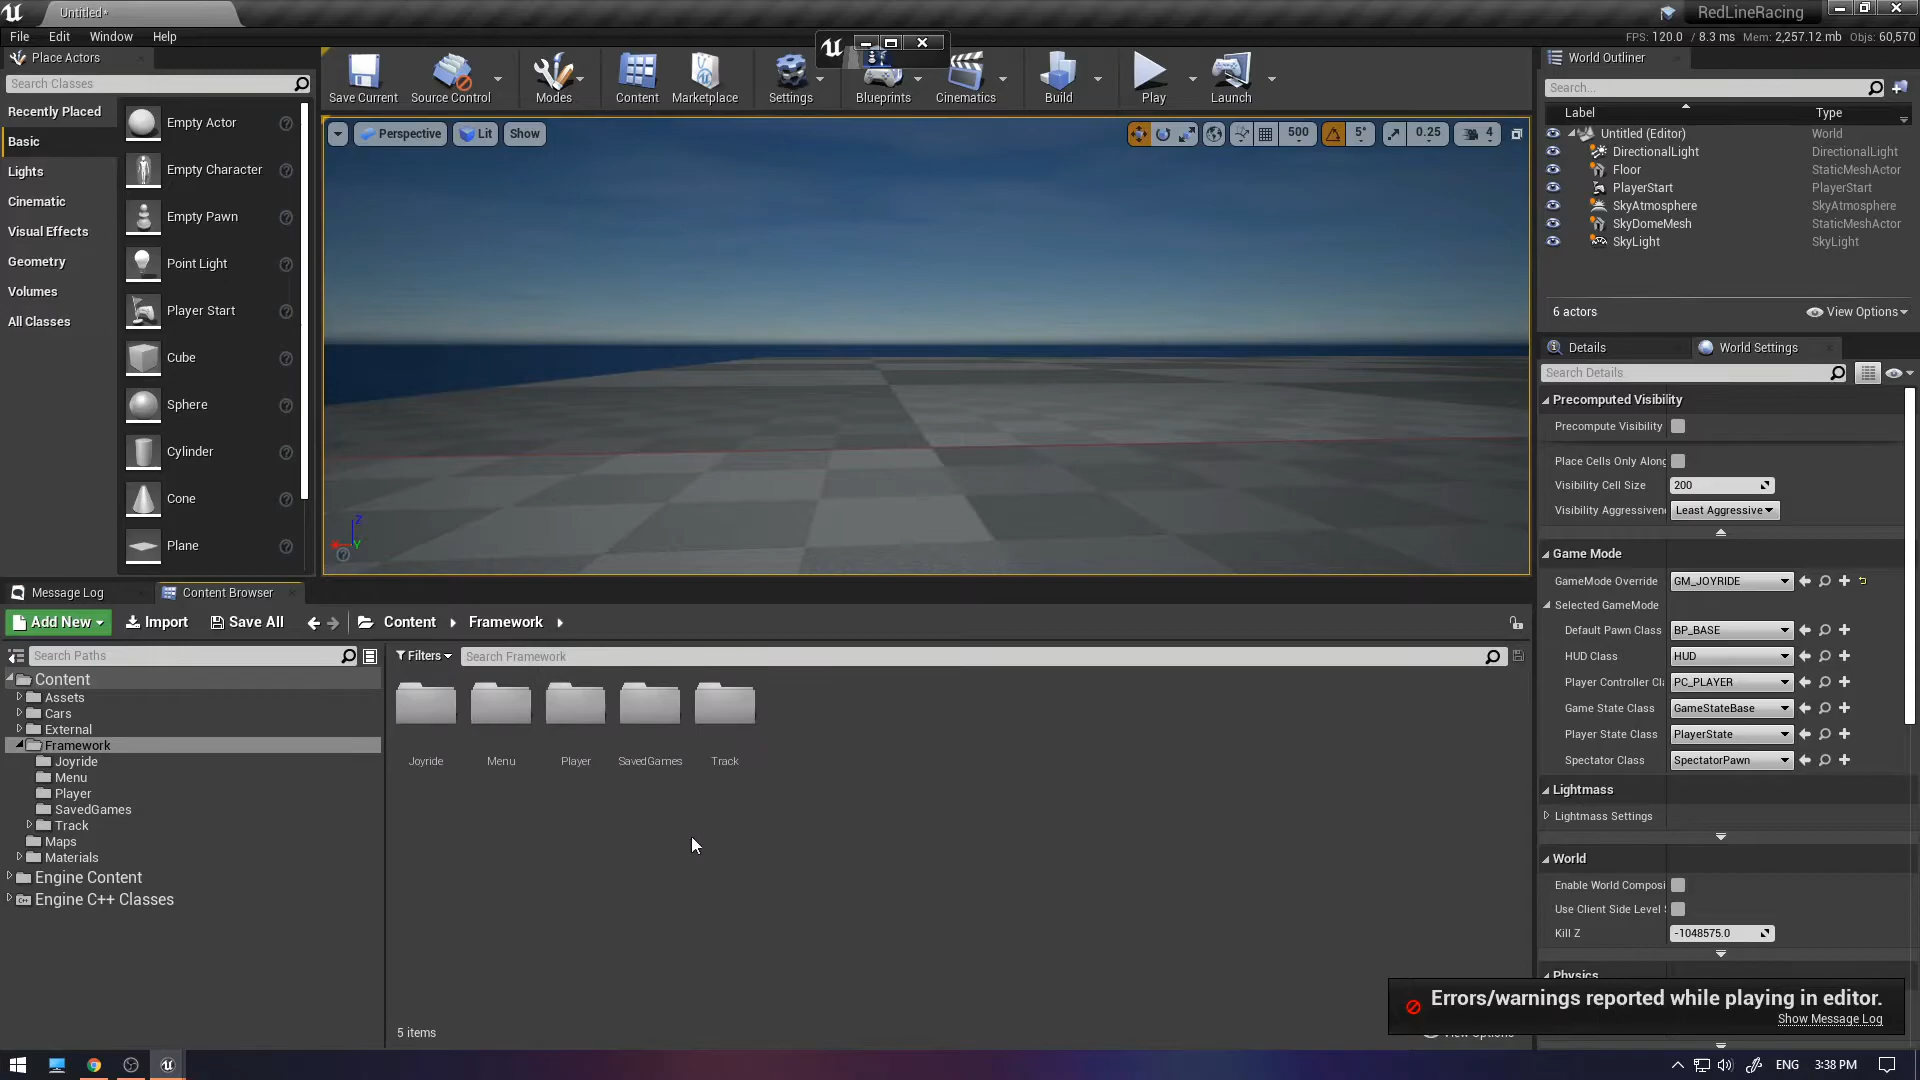 Untitled*
RedLineRacing
File Edit Window Help
FPS: 120.0 / 8.3 ms Mem: 2,257.12 mb Objs: 60,570
Place Actors
Search Classes
Recently Placed
Basic
Lights
Cinematic
Visual Effects
Geometry
Volumes
All Classes
Empty Actor
Empty Character
Empty Pawn
Point Light
Player Start
Cube
Sphere
Cylinder
Cone
Plane
Save Current
Source Control
Modes
Content
Marketplace
Settings
Blueprints
Cinematics
Build
Play
Launch
Perspective
Lit
Show
500
5°
0.25
4
Z
Y
World Outliner
Search...
Label Type
Untitled (Editor) World
DirectionalLight DirectionalLight
Floor StaticMeshActor
PlayerStart PlayerStart
SkyAtmosphere SkyAtmosphere
SkyDomeMesh StaticMeshActor
SkyLight SkyLight
6 actors
View Options
Details
World Settings
Search Details
Precomputed Visibility
Precompute Visibility
Place Cells Only Along
Visibility Cell Size 200
Visibility Aggressiven Least Aggressive
Game Mode
GameMode Override GM_JOYRIDE
Selected GameMode
Default Pawn Class BP_BASE
HUD Class HUD
Player Controller Cl PC_PLAYER
Game State Class GameStateBase
Player State Class PlayerState
Spectator Class SpectatorPawn
Lightmass
Lightmass Settings
World
Enable World Composi
Use Client Side Level
Kill Z -1048575.0
Physics
Message Log
Content Browser
Add New
Import
Save All
Content
Framework
Search Paths
Filters
Search Framework
Content
Assets
Cars
External
Framework
Joyride
Menu
Player
SavedGames
Track
Maps
Materials
Engine Content
Engine C++ Classes
Joyride
Menu
Player
SavedGames
Track
5 items
Errors/warnings reported while playing in editor.
Show Message Log
ENG
3:38 PM